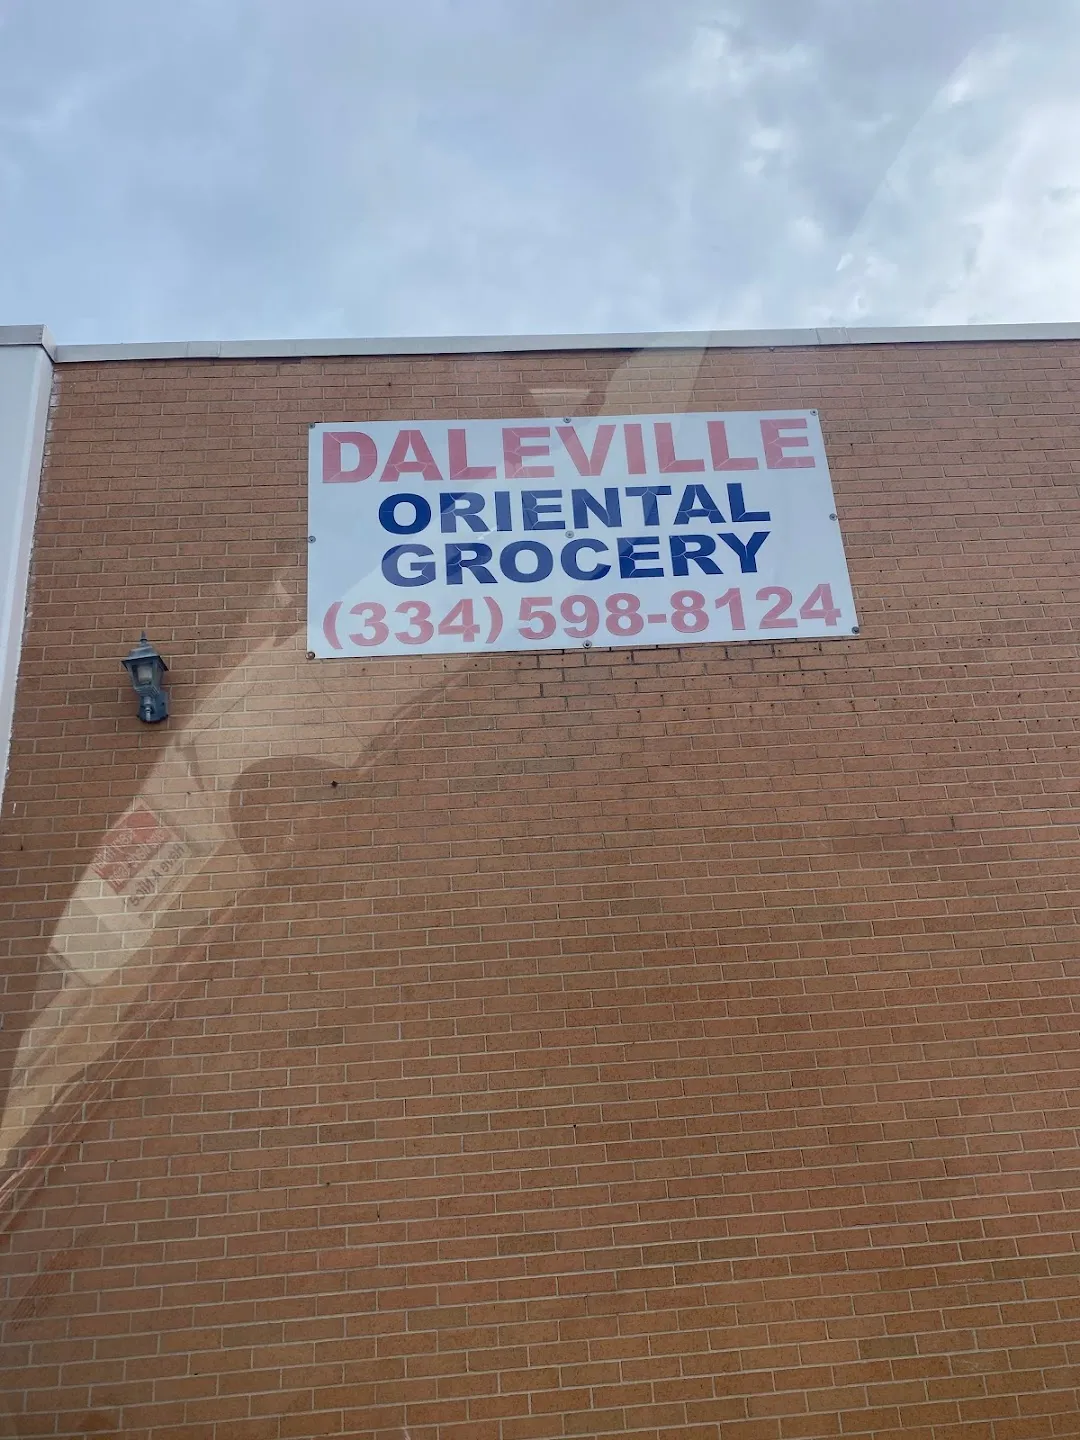 DALEVILLE
ORIENTAL
GROCERY
(334) 598-8124